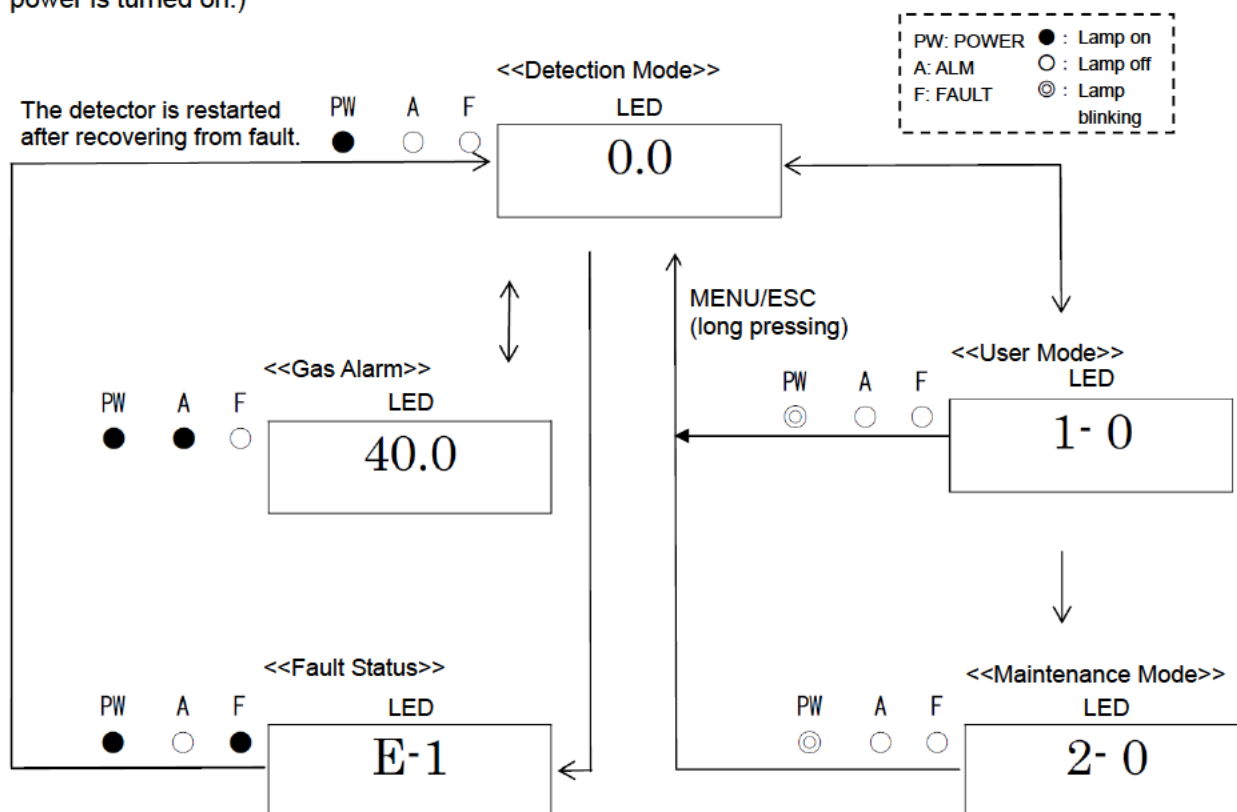 power is turned on.)
PW: POWER ● : Lamp on
A: ALM ○ : Lamp off
F: FAULT ◎ : Lamp
blinking
<<Detection Mode>>
The detector is restarted
after recovering from fault.
PW A F LED
0.0
MENU/ESC
(long pressing)
<<Gas Alarm>>
PW A F LED
40.0
<<User Mode>>
PW A F LED
1- 0
<<Fault Status>>
PW A F LED
E-1
<<Maintenance Mode>>
PW A F LED
2- 0